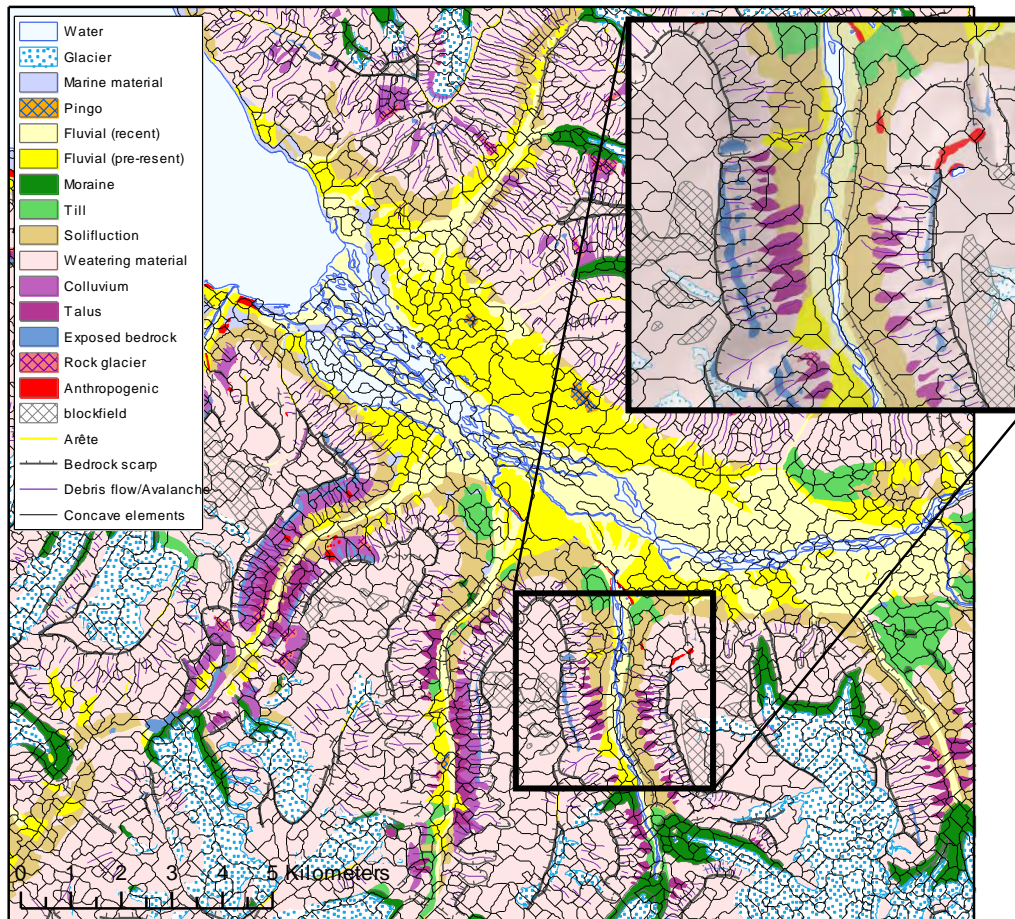 Water
Glacier
Marine material
Pingo
Fluvial (recent)
Fluvial (pre-resent)
Moraine
Till
Solifluction
Weatering material
Colluvium
Talus
Exposed bedrock
Rock glacier
Anthropogenic
blockfield
Arête
Bedrock scarp
Debris flow/Avalanche
Concave elements
0 1 2 3 4 5 Kilometers